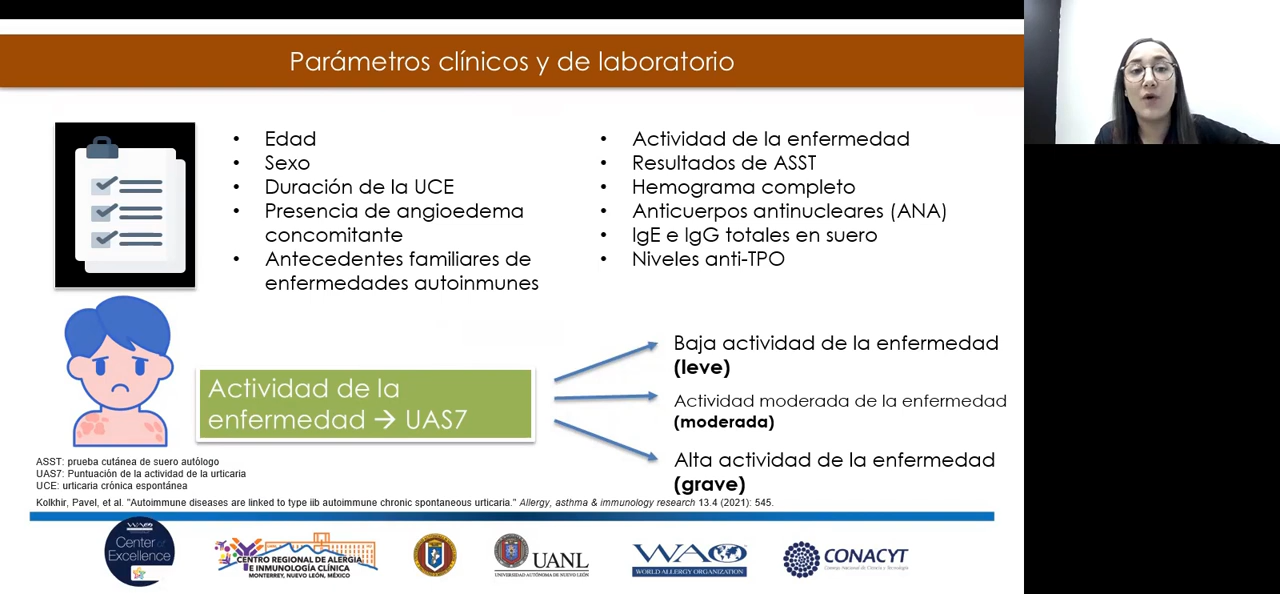 Parámetros clínicos y de laboratorio
• Edad
• Sexo
• Duración de la UCE
• Presencia de angioedema
concomitante
• Antecedentes familiares de
enfermedades autoinmunes
• Actividad de la enfermedad
• Resultados de ASST
• Hemograma completo
• Anticuerpos antinucleares (ANA)
• IgE e IgG totales en suero
• Niveles anti-TPO
Actividad de la
enfermedad → UAS7
Baja actividad de la enfermedad
(leve)
Actividad moderada de la enfermedad
(moderada)
Alta actividad de la enfermedad
(grave)
ASST: prueba cutánea de suero autólogo
UAS7: Puntuación de la actividad de la urticaria
UCE: urticaria crónica espontánea
Kolkhir, Pavel, et al. "Autoimmune diseases are linked to type iib autoimmune chronic spontaneous urticaria." Allergy, asthma & immunology research 13.4 (2021): 545.
WAO
Center of
Excellence
CENTRO REGIONAL DE ALERGIA
E INMUNOLOGÍA CLÍNICA
MONTERREY, NUEVO LEÓN, MÉXICO
UANL
UNIVERSIDAD AUTÓNOMA DE NUEVO LEÓN
WAO
WORLD ALLERGY ORGANIZATION
CONACYT
Consejo Nacional de Ciencia y Tecnología